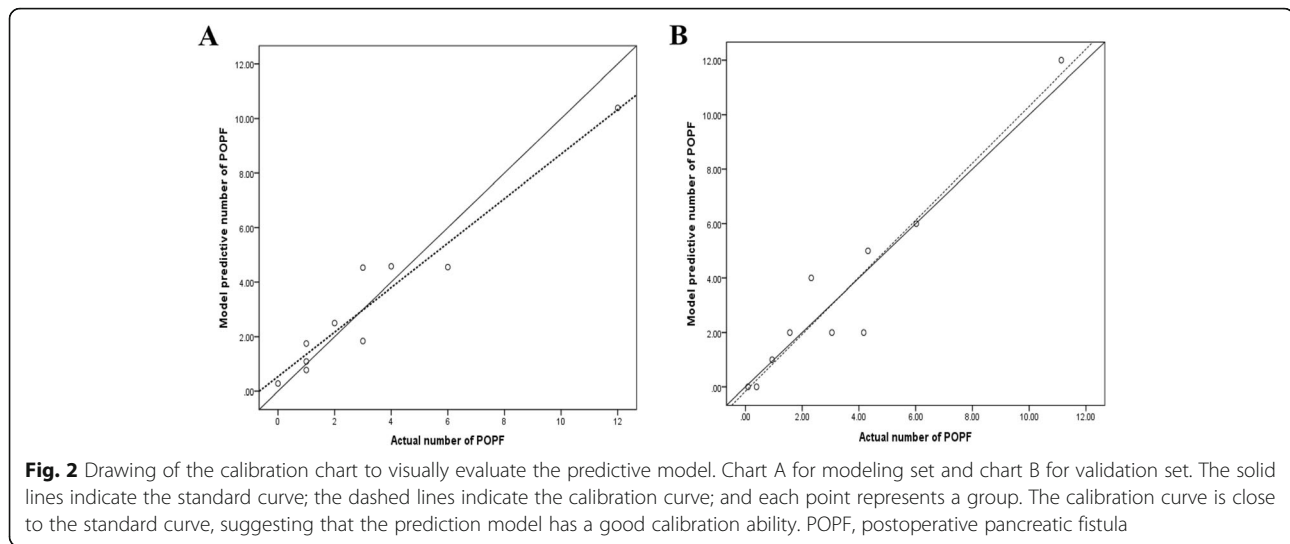 A
12.00
10.00
8.00
6.00
4.00
2.00
.00
Model predictive number of POPF
0 2 4 6 8 10 12
Actual number of POPF
B
12.00
10.00
8.00
6.00
4.00
2.00
.00
Model predictive number of POPF
.00 2.00 4.00 6.00 8.00 10.00 12.00
Actual number of POPF
Fig. 2 Drawing of the calibration chart to visually evaluate the predictive model. Chart A for modeling set and chart B for validation set. The solid
lines indicate the standard curve; the dashed lines indicate the calibration curve; and each point represents a group. The calibration curve is close
to the standard curve, suggesting that the prediction model has a good calibration ability. POPF, postoperative pancreatic fistula